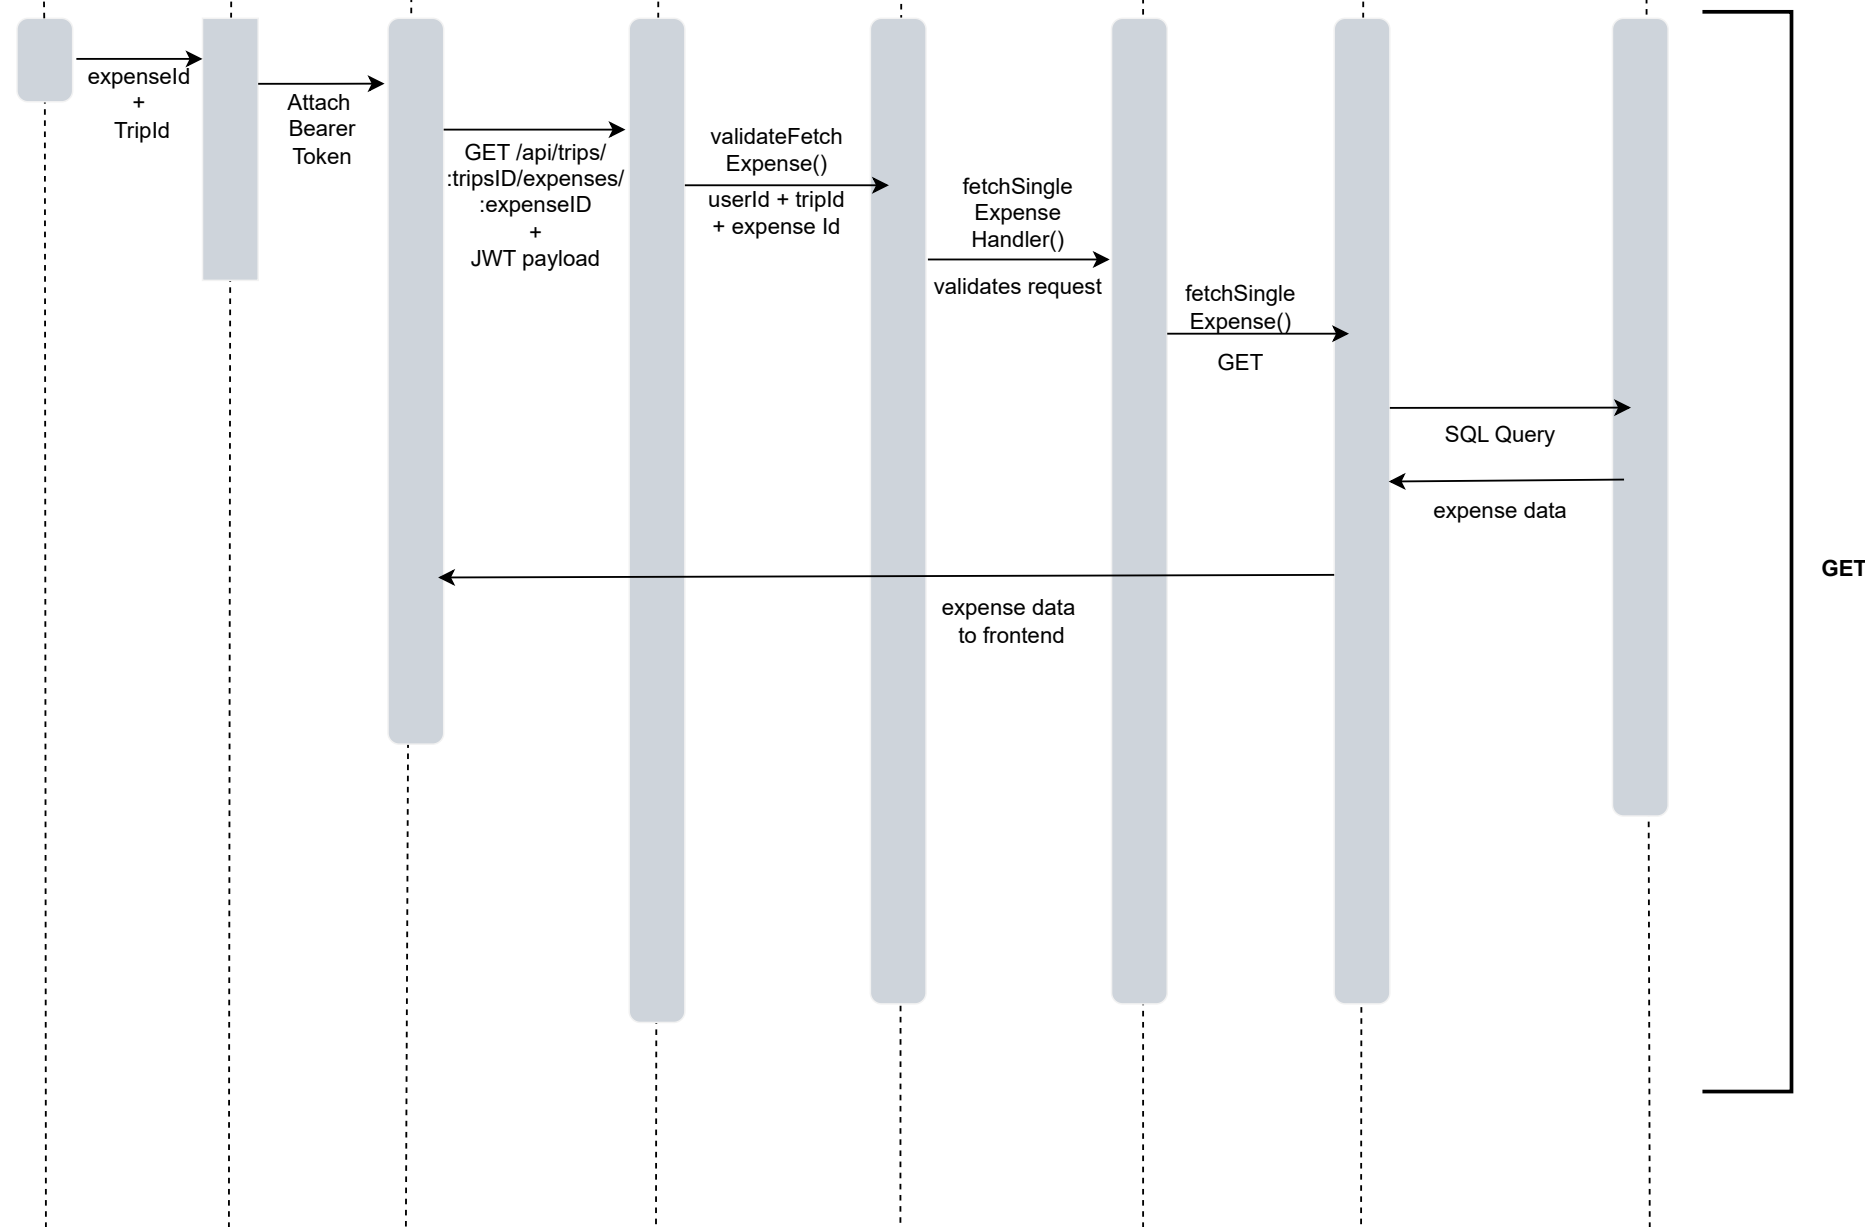 expenseId
+
TripId
Attach
Bearer
Token
GET /api/trips/
:tripsID/expenses/
:expenseID
+
JWT payload
validateFetch
Expense()
userId + tripId
+ expense Id
fetchSingle
Expense
Handler()
validates request
fetchSingle
Expense()
GET
SQL Query
expense data
expense data
to frontend
GET